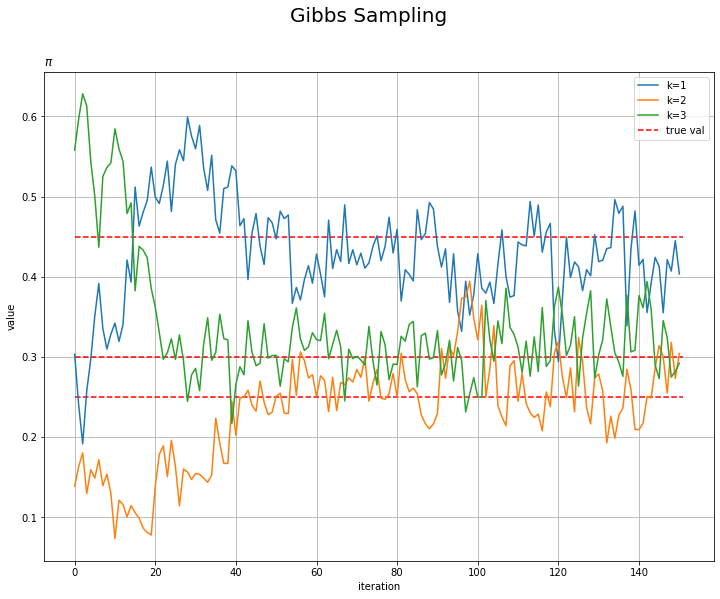 Gibbs Sampling
π
k=1
k=2
k=3
true val
value
0.6
0.5
0.4
0.3
0.2
0.1
0 20 40 60 80 100 120 140
iteration